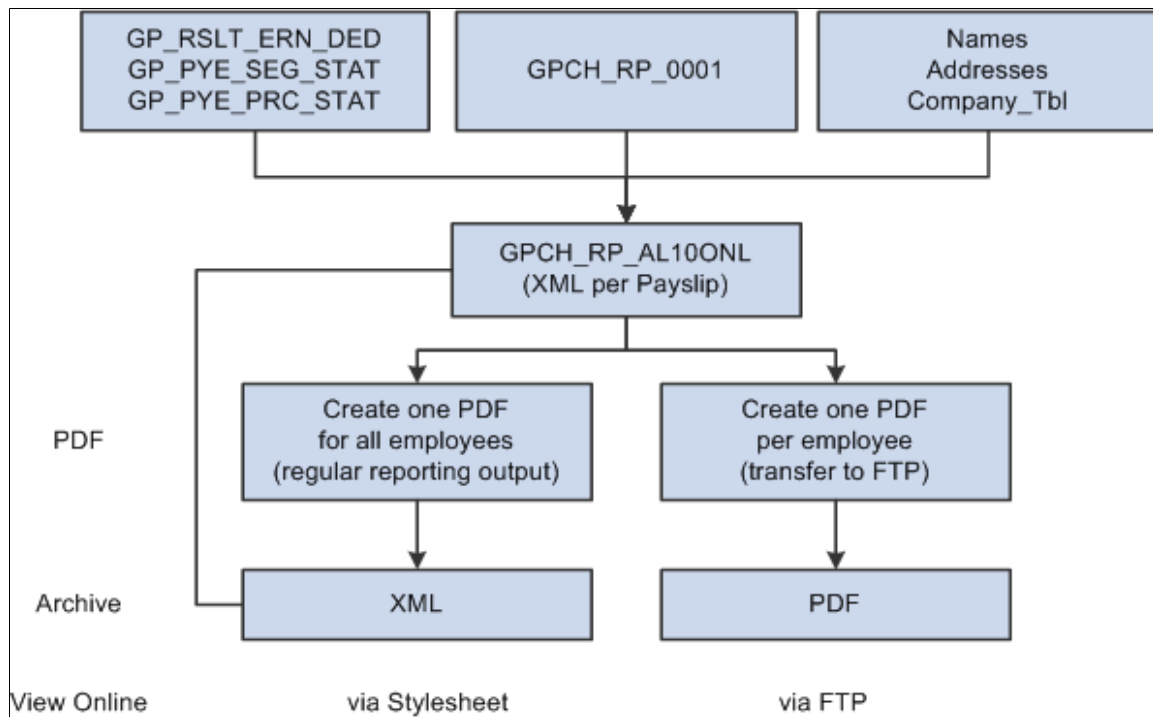 GP_RSLT_ERN_DED
GP_PYE_SEG_STAT
GP_PYE_PRC_STAT
GPCH_RP_0001
Names
Addresses
Company_Tbl
GPCH_RP_AL10ONL
(XML per Payslip)
PDF
Create one PDF
for all employees
(regular reporting output)
Create one PDF
per employee
(transfer to FTP)
Archive
XML
PDF
View Online
via Stylesheet
via FTP